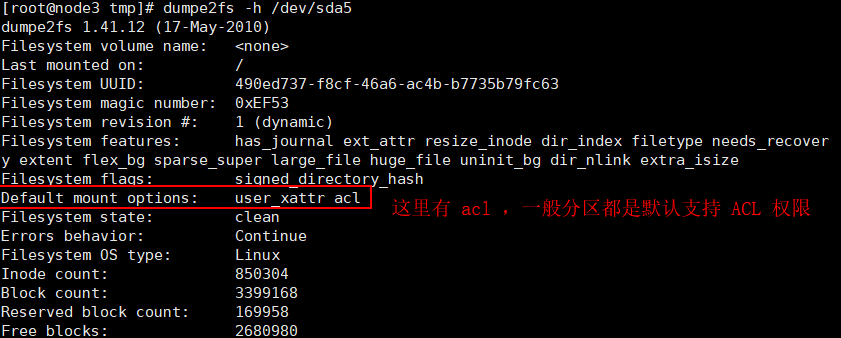 [root@node3 tmp]# dumpe2fs -h /dev/sda5
dumpe2fs 1.41.12 (17-May-2010)
Filesystem volume name:   <none>
Last mounted on:          /
Filesystem UUID:          490ed737-f8cf-46a6-ac4b-b7735b79fc63
Filesystem magic number:  0xEF53
Filesystem revision #:    1 (dynamic)
Filesystem features:      has_journal ext_attr resize_inode dir_index filetype needs_recover
y extent flex_bg sparse_super large_file huge_file uninit_bg dir_nlink extra_isize
Filesystem flags:         signed_directory_hash
Default mount options:    user_xattr acl
这里有 acl ，一般分区都是默认支持 ACL 权限
Filesystem state:         clean
Errors behavior:          Continue
Filesystem OS type:       Linux
Inode count:              850304
Block count:              3399168
Reserved block count:     169958
Free blocks:              2680980